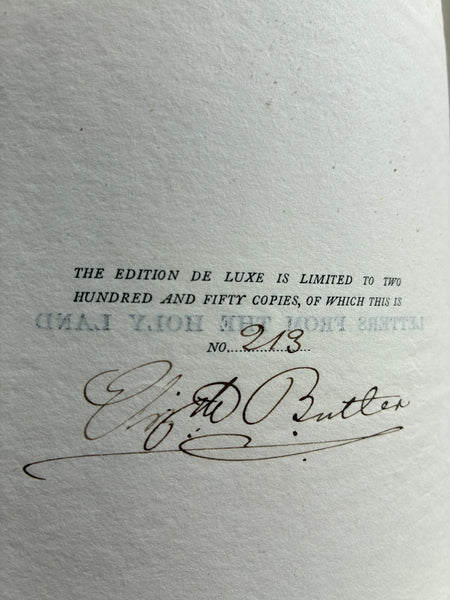 THE EDITION DE LUXE IS LIMITED TO TWO
HUNDRED AND FIFTY COPIES, OF WHICH THIS IS
LETTERS FROM THE HOLY LAND
NO. 213
Elizth Butler